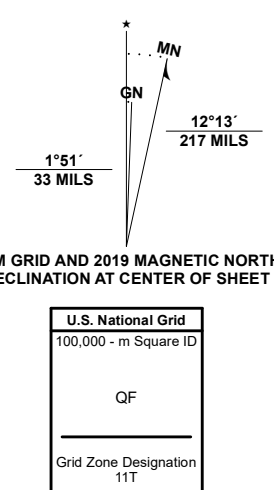 ★
MN
GN
12°13´
217 MILS
1°51´
33 MILS
M GRID AND 2019 MAGNETIC NORTH
ECLINATION AT CENTER OF SHEET
U.S. National Grid
100,000 - m Square ID
QF
Grid Zone Designation
11T